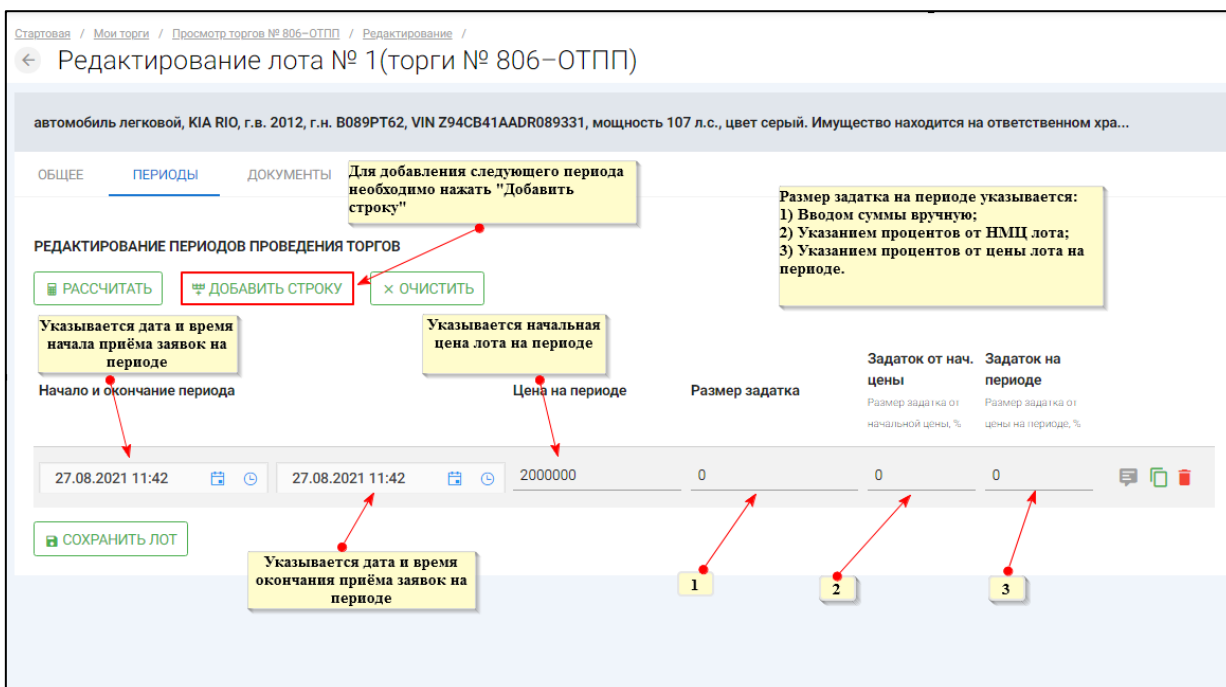 Стартовая / Мои торги / Просмотр торгов № 806-ОТПП / Редактирование /
Редактирование лота № 1(торги № 806-ОТПП)
автомобиль легковой, KIA RIO, г.в. 2012, г.н. В089РТ62, VIN Z94CB41AADR089331, мощность 107 л.с., цвет серый. Имущество находится на ответственном хра...
ОБЩЕЕ ПЕРИОДЫ ДОКУМЕНТЫ
Для добавления следующего периода
необходимо нажать "Добавить
строку"
Размер задатка на периоде указывается:
1) Вводом суммы вручную;
2) Указанием процентов от НМЦ лота;
3) Указанием процентов от цены лота на
периоде.
РЕДАКТИРОВАНИЕ ПЕРИОДОВ ПРОВЕДЕНИЯ ТОРГОВ
РАССЧИТАТЬ ДОБАВИТЬ СТРОКУ × ОЧИСТИТЬ
Указывается дата и время
начала приёма заявок на
периоде
Указывается начальная
цена лота на периоде
Начало и окончание периода
Цена на периоде
Размер задатка
Задаток от нач.
цены
Размер задатка от
начальной цены, %
Задаток на
периоде
Размер задатка от
цены на периоде, %
27.08.2021 11:42 27.08.2021 11:42 2000000 0 0 0
СОХРАНИТЬ ЛОТ
Указывается дата и время
окончания приёма заявок на
периоде
1
2
3